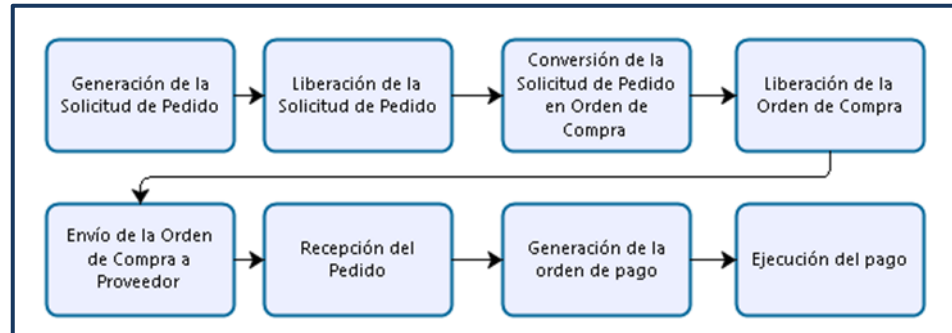 Generación de la
Solicitud de Pedido
Liberación de la
Solicitud de Pedido
Conversión de la
Solicitud de Pedido
en Orden de
Compra
Liberación de la
Orden de Compra
Envío de la Orden
de Compra a
Proveedor
Recepción del
Pedido
Generación de la
orden de pago
Ejecución del pago